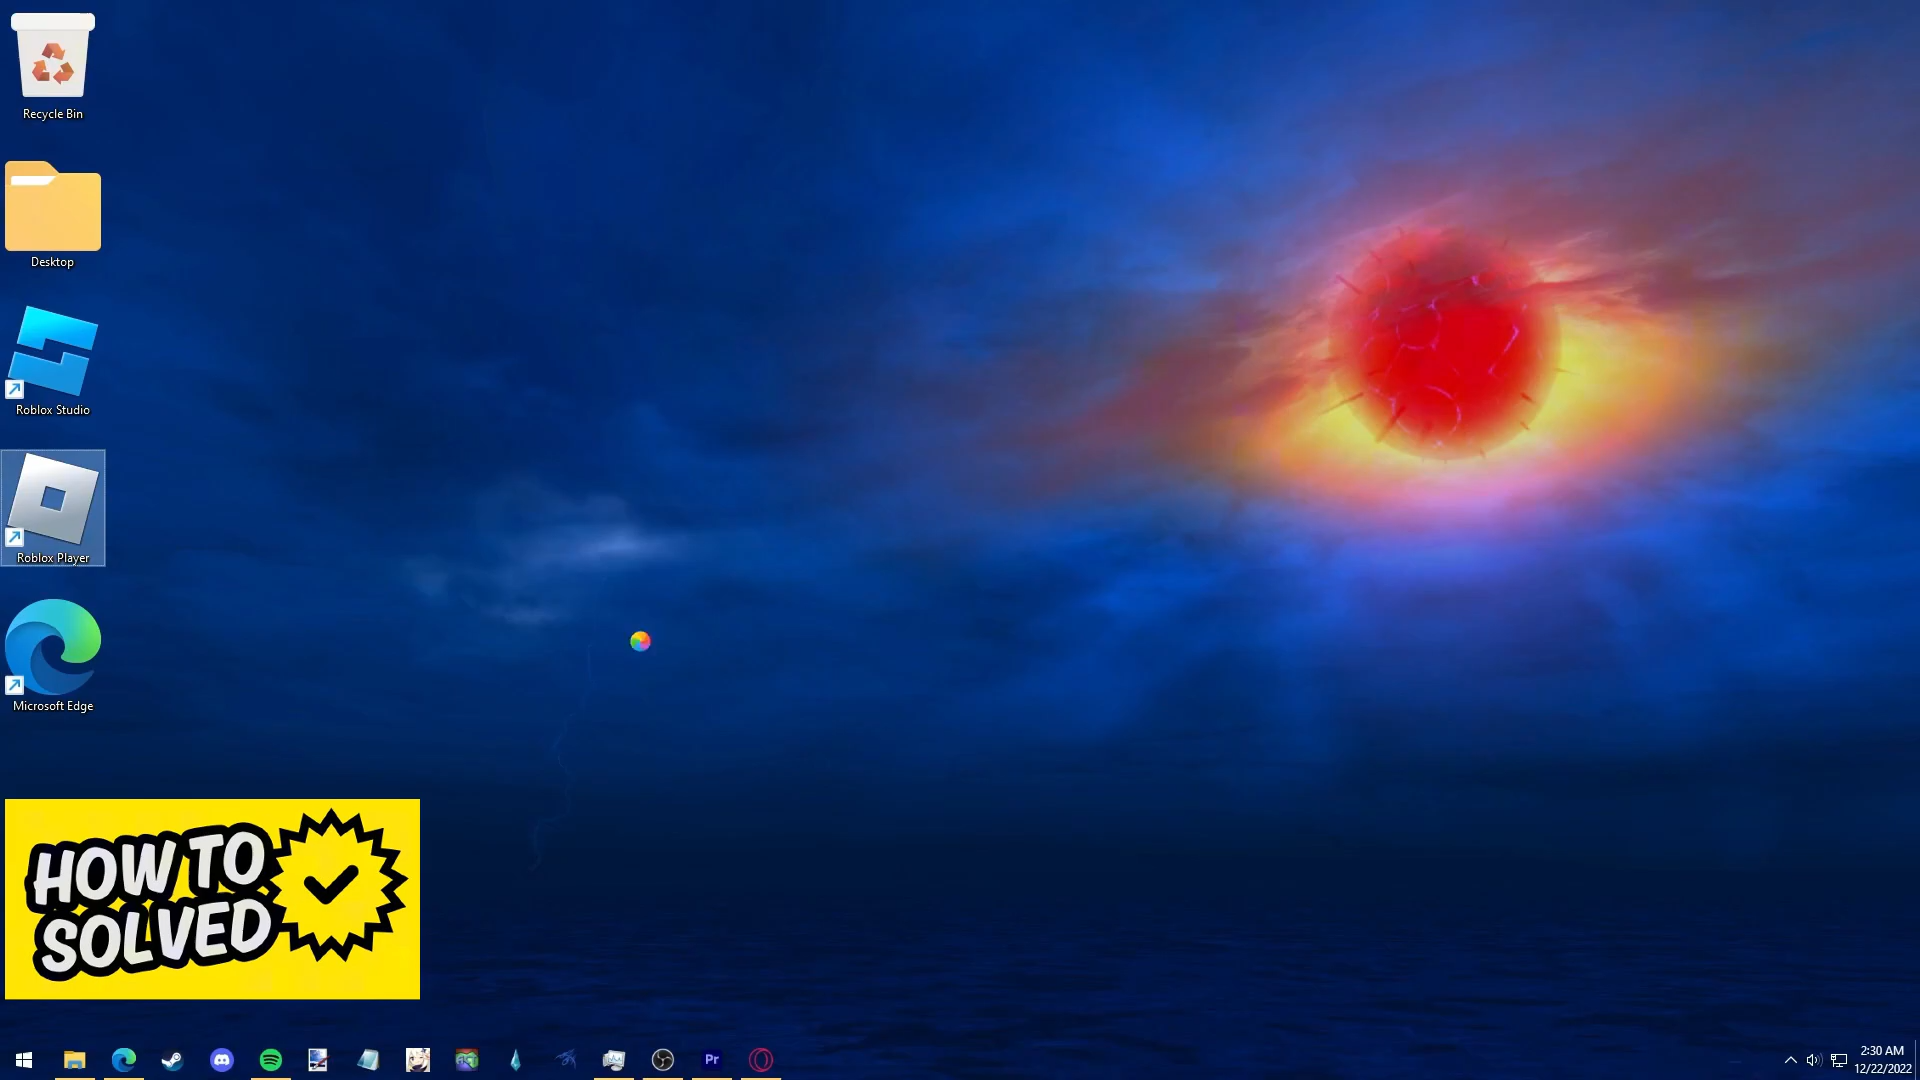 Recycle Bin
Desktop
Roblox Studio
Roblox Player
Microsoft Edge
HOW TO
SOLVED
Pr
2:30 AM
12/22/2022